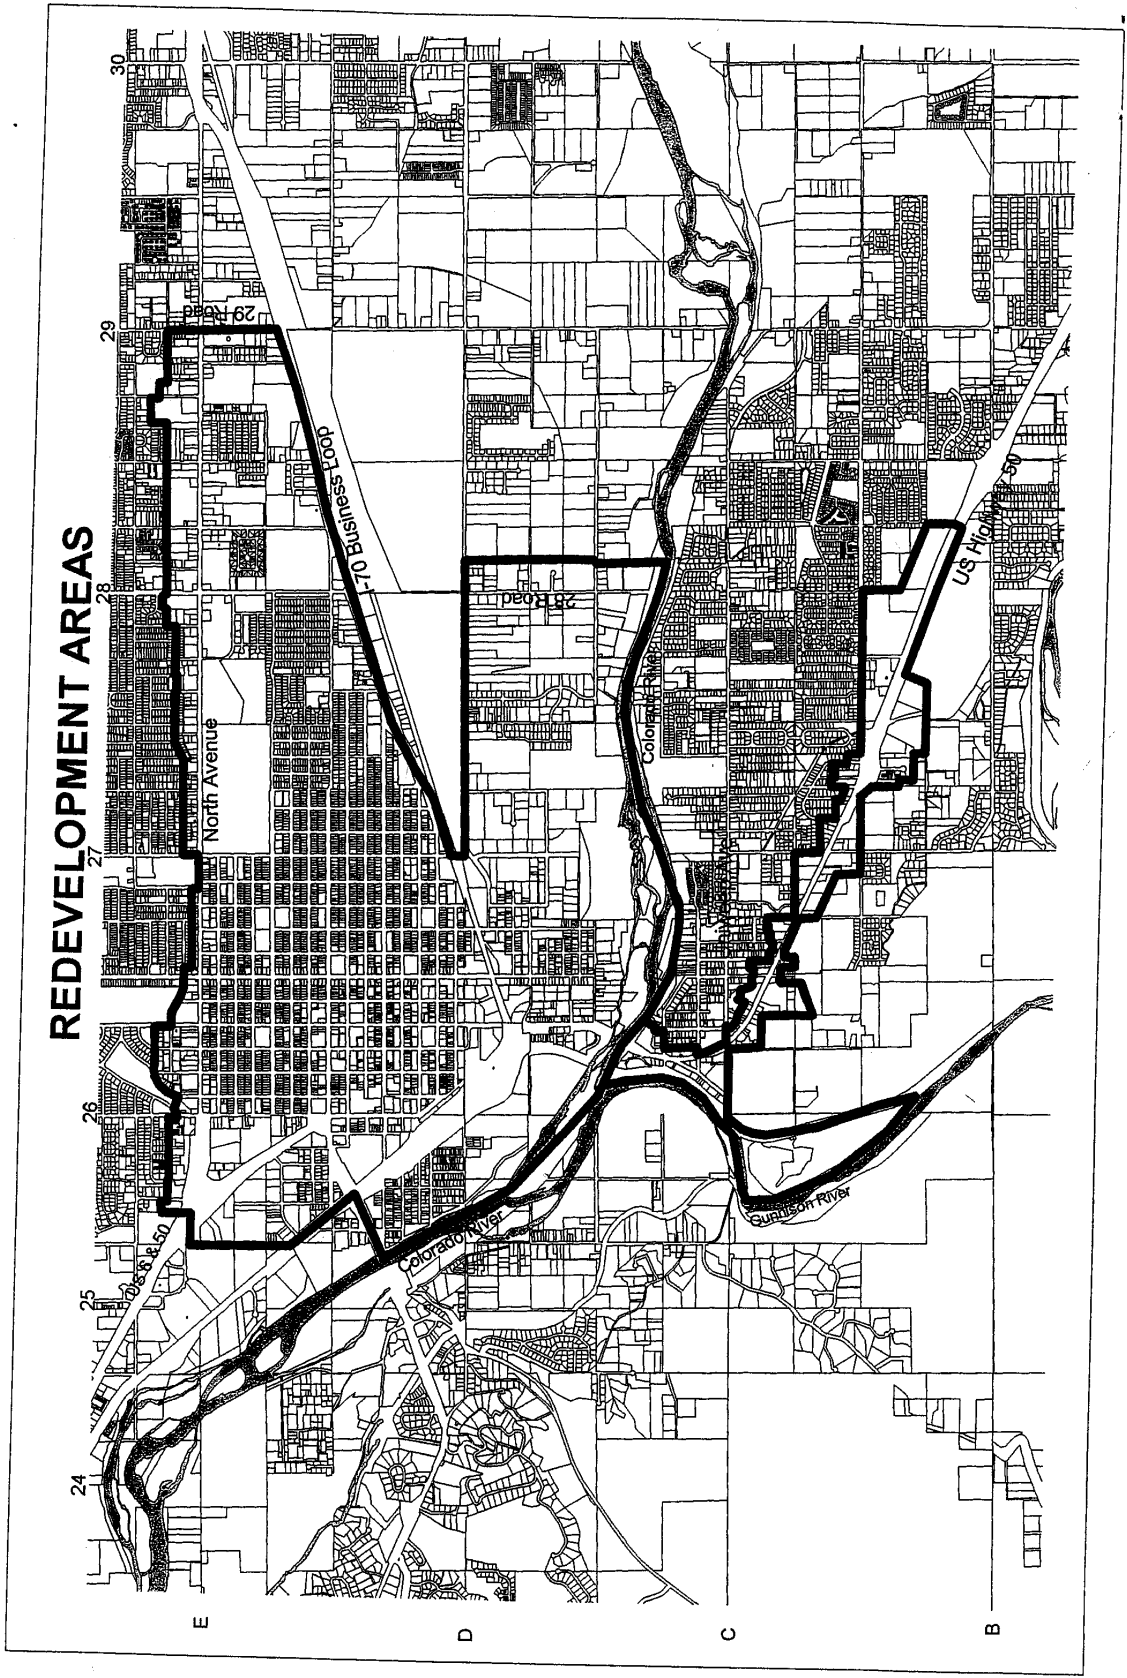 REDEVELOPMENT AREAS
24
25
26
27
28
29
30
US 6 & 50
North Avenue
29 Road
I-70 Business Loop
28 Road
Colorado River
Colorado River
Gunnison River
US Highway 50
E
D
C
B